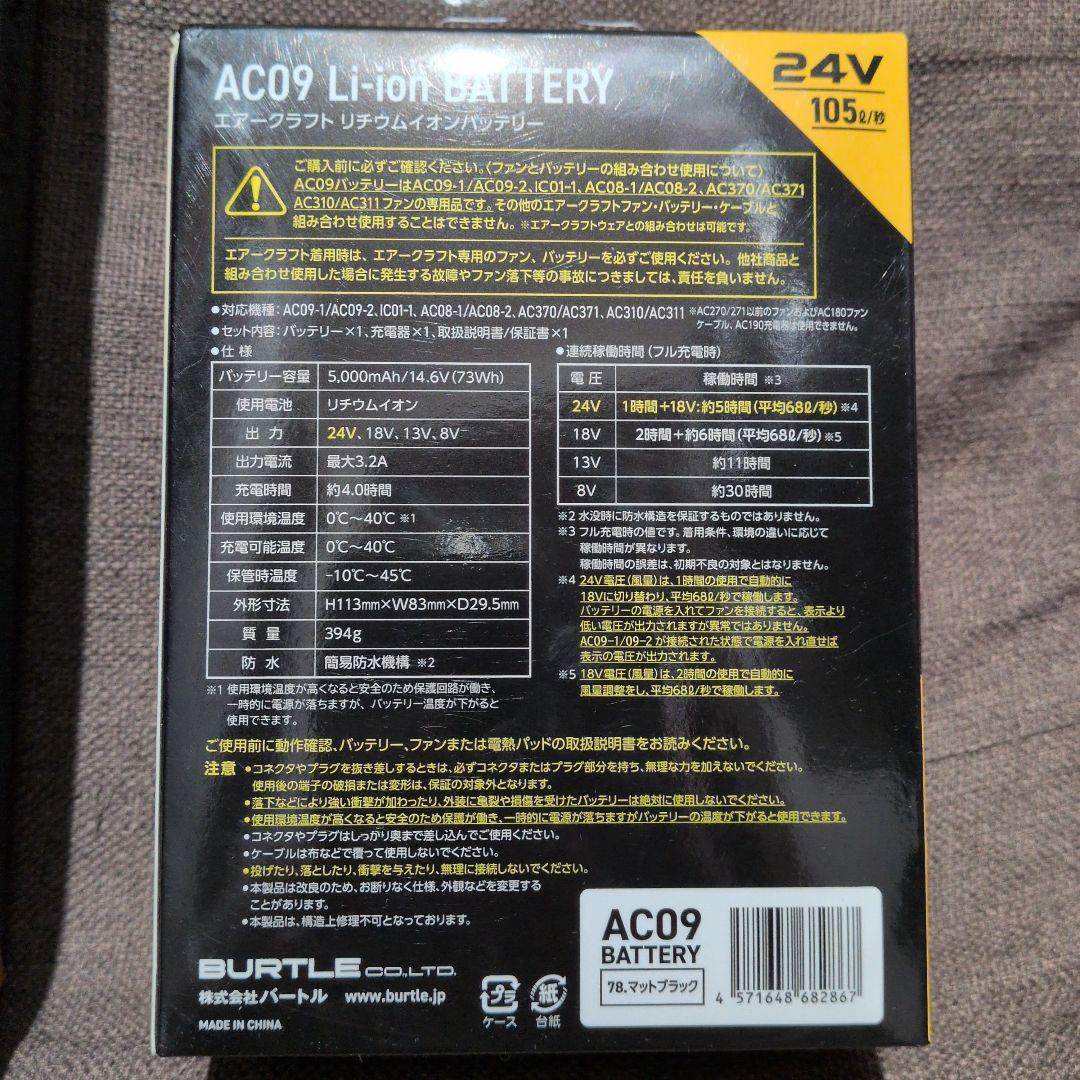 AC09 Li-ion BATTERY
エアークラフト リチウムイオンバッテリー
24V
105ℓ/秒
ご購入前に必ずご確認ください。〈ファンとバッテリーの組み合わせ使用について〉
AC09バッテリーはAC09-1/AC09-2、IC01-1、AC08-1/AC08-2、AC370/AC371
AC310/AC311ファンの専用品です。その他のエアークラフトファン・バッテリー・ケーブルと
組み合わせ使用することはできません。※エアークラフトウェアとの組み合わせは可能です。
エアークラフト着用時は、エアークラフト専用のファン、バッテリーを必ずご使用ください。他社商品と
組み合わせ使用した場合に発生する故障やファン落下等の事故につきましては、責任を負いません。
●対応機種：AC09-1/AC09-2、IC01-1、AC08-1/AC08-2、AC370/AC371、AC310/AC311 ※AC270/271以前のファンおよびAC180ファン
ケーブル、AC190充電器は使用できません。
●セット内容：バッテリー×1、充電器×1、取扱説明書/保証書×1
●仕 様
バッテリー容量 5,000mAh/14.6V(73Wh)
使用電池 リチウムイオン
出 力 24V、18V、13V、8V
出力電流 最大3.2A
充電時間 約4.0時間
使用環境温度 0℃～40℃ ※1
充電可能温度 0℃～40℃
保管時温度 -10℃～45℃
外形寸法 H113mm×W83mm×D29.5mm
質 量 394g
防 水 簡易防水機構 ※2
※1 使用環境温度が高くなると安全のため保護回路が働き、
一時的に電源が落ちますが、バッテリー温度が下がると
使用できます。
●連続稼働時間（フル充電時）
電 圧 稼働時間 ※3
24V 1時間+18V:約5時間(平均68ℓ/秒)※4
18V 2時間+約6時間(平均68ℓ/秒)※5
13V 約11時間
8V 約30時間
※2 水没時に防水構造を保証するものではありません。
※3 フル充電時の値です。着用条件、環境の違いに応じて
稼働時間が異なります。
稼働時間の誤差は、初期不良の対象とはなりません。
※4 24V電圧(風量)は、1時間の使用で自動的に
18Vに切り替わり、平均68ℓ/秒で稼働します。
バッテリーの電源を入れてファンを接続すると、表示より
低い電圧が出力されますが異常ではありません。
AC09-1/09-2 が接続された状態で電源を入れ直せば
表示の電圧が出力されます。
※5 18V電圧(風量)は、2時間の使用で自動的に
風量調整をし、平均68ℓ/秒で稼働します。
ご使用前に動作確認、バッテリー、ファンまたは電熱パッドの取扱説明書をお読みください。
注意 ●コネクタやプラグを抜き差しするときは、必ずコネクタまたはプラグ部分を持ち、無理な力を加えないでください。
使用後の端子の破損または変形は、保証の対象外となります。
●落下などにより強い衝撃が加わったり、外装に亀裂や損傷を受けたバッテリーは絶対に使用しないでください。
●使用環境温度が高くなると安全のため保護が働き、一時的に電源が落ちますがバッテリーの温度が下がると使用できます。
●コネクタやプラグはしっかり奥まで差し込んでご使用ください。
●ケーブルは布などで覆って使用しないでください。
●投げたり、落としたり、衝撃を与えたり、無理に接続しないでください。
●本製品は改良のため、お断りなく仕様、外観などを変更する
ことがあります。
●本製品は、構造上修理不可となっております。
BURTLE CO.,LTD.
株式会社バートル www.burtle.jp
MADE IN CHINA
プラ
ケース
紙
台紙
AC09
BATTERY
78.マットブラック
4 571648 682867